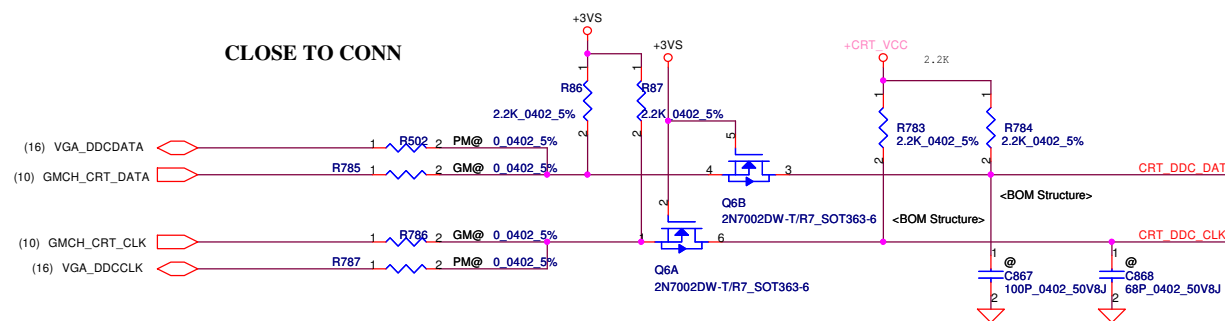 +3VS
CLOSE TO CONN
+3VS
+CRT_VCC
2.2K
1
1
1
1
R86
R87
2.2K_0402_5%
2.2K_0402_5%
R783
2.2K_0402_5%
R784
2.2K_0402_5%
2
2
5
2
2
(16) VGA_DDCDATA
1
R502
2
PM@
0_0402_5%
(10) GMCH_CRT_DATA
R785
1
2
GM@
0_0402_5%
4
3
CRT_DDC_DAT
Q6B
2N7002DW-T/R7_SOT363-6
<BOM Structure>
<BOM Structure>
2
(10) GMCH_CRT_CLK
1
R786
2
GM@
0_0402_5%
1
6
CRT_DDC_CLK
(16) VGA_DDCCLK
R787
1
2
PM@
0_0402_5%
Q6A
2N7002DW-T/R7_SOT363-6
1
@
C867
100P_0402_50V8J
2
1
@
C868
68P_0402_50V8J
2